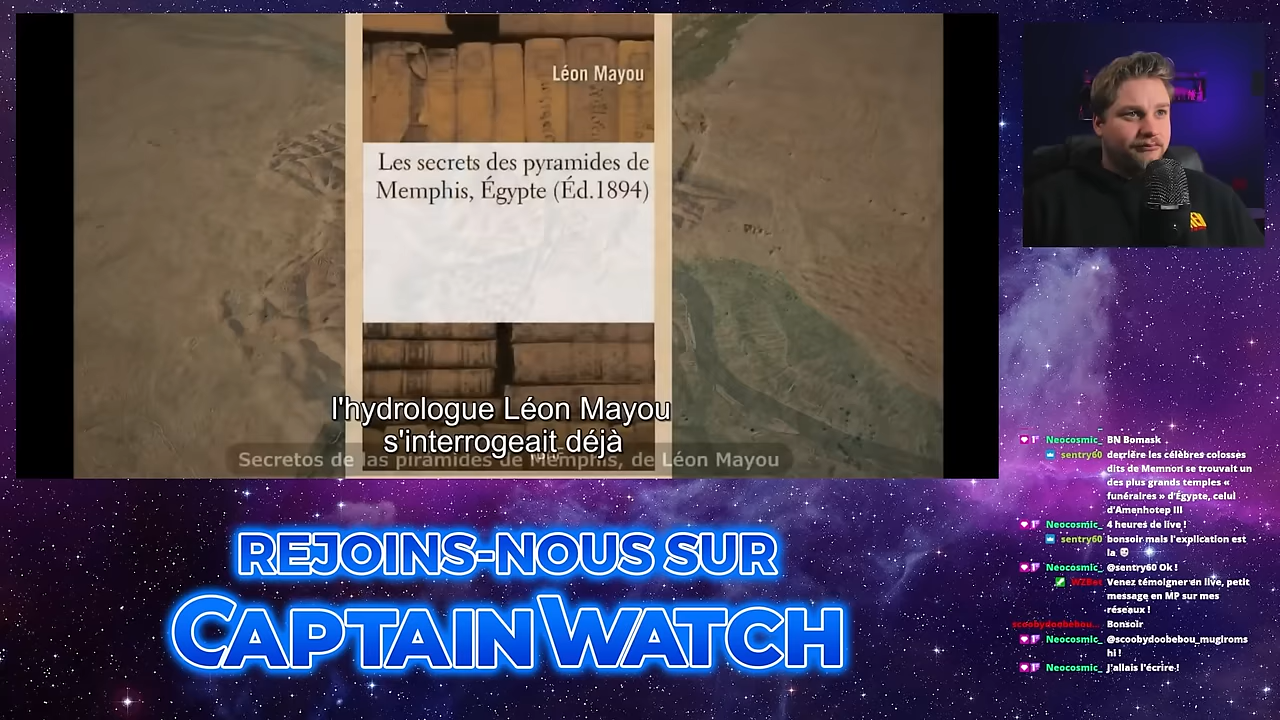 Léon Mayou
Les secrets des pyramides de
Memphis, Égypte (Éd.1894)
l'hydrologue Léon Mayou
s'interrogeait déjà
Secretos de las pirámides de Memphis, de Léon Mayou
REJOINS-NOUS SUR
CAPTAINWATCH
Neocosmic_ BN Bomask .
sentry60 derrière les célèbres colosses
dits de Memnon se trouvait un
des plus grands temples «
funéraires » d'Égypte, celui
d'Amenhotep III
Neocosmic_ 4 heures de live !
sentry60 bonsoir mais l'explication est
la
Neocosmic_ @sentry60 Ok !
Venez témoigner en live, petit
message en MP sur mes
réseaux !
scoobydoobebou... Bonsoir
Neocosmic_ @scoobydoobebou_mugiroms
hi !
Neocosmic_ J'allais l'écrire !